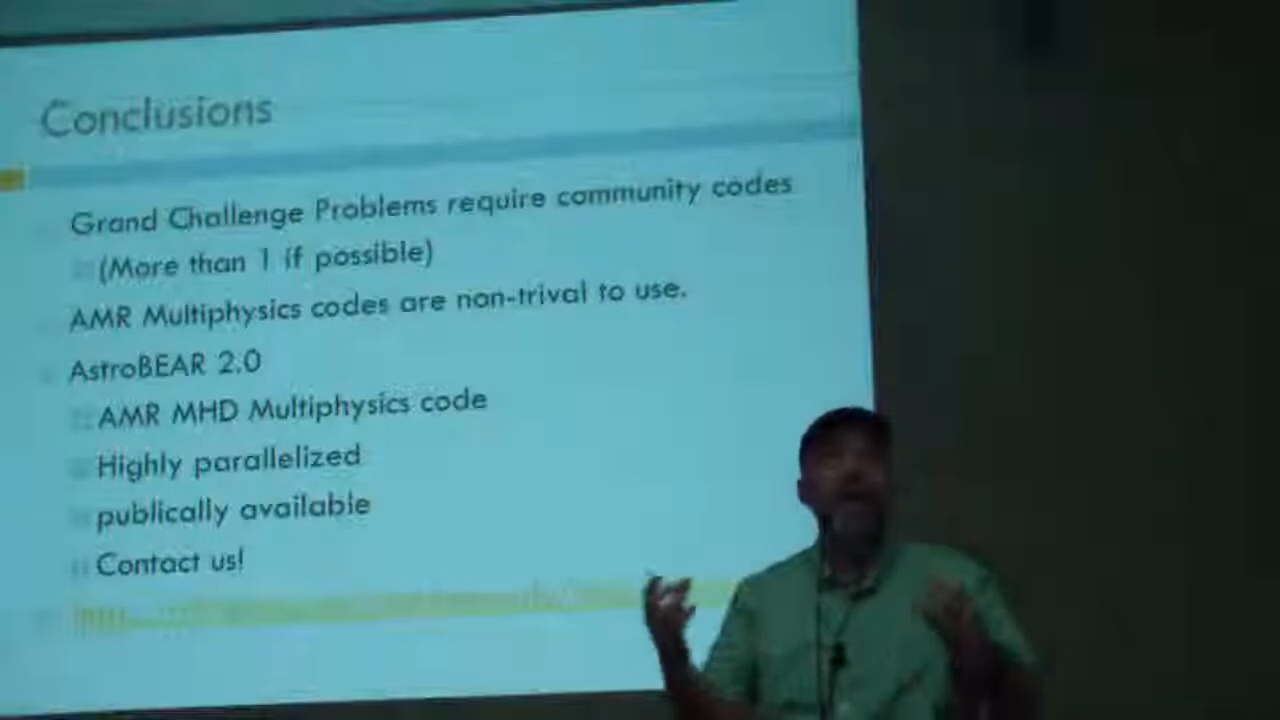 Conclusions
Grand Challenge Problems require community codes
(More than 1 if possible)
AMR Multiphysics codes are non-trival to use.
AstroBEAR 2.0
AMR MHD Multiphysics code
Highly parallelized
publically available
Contact us!